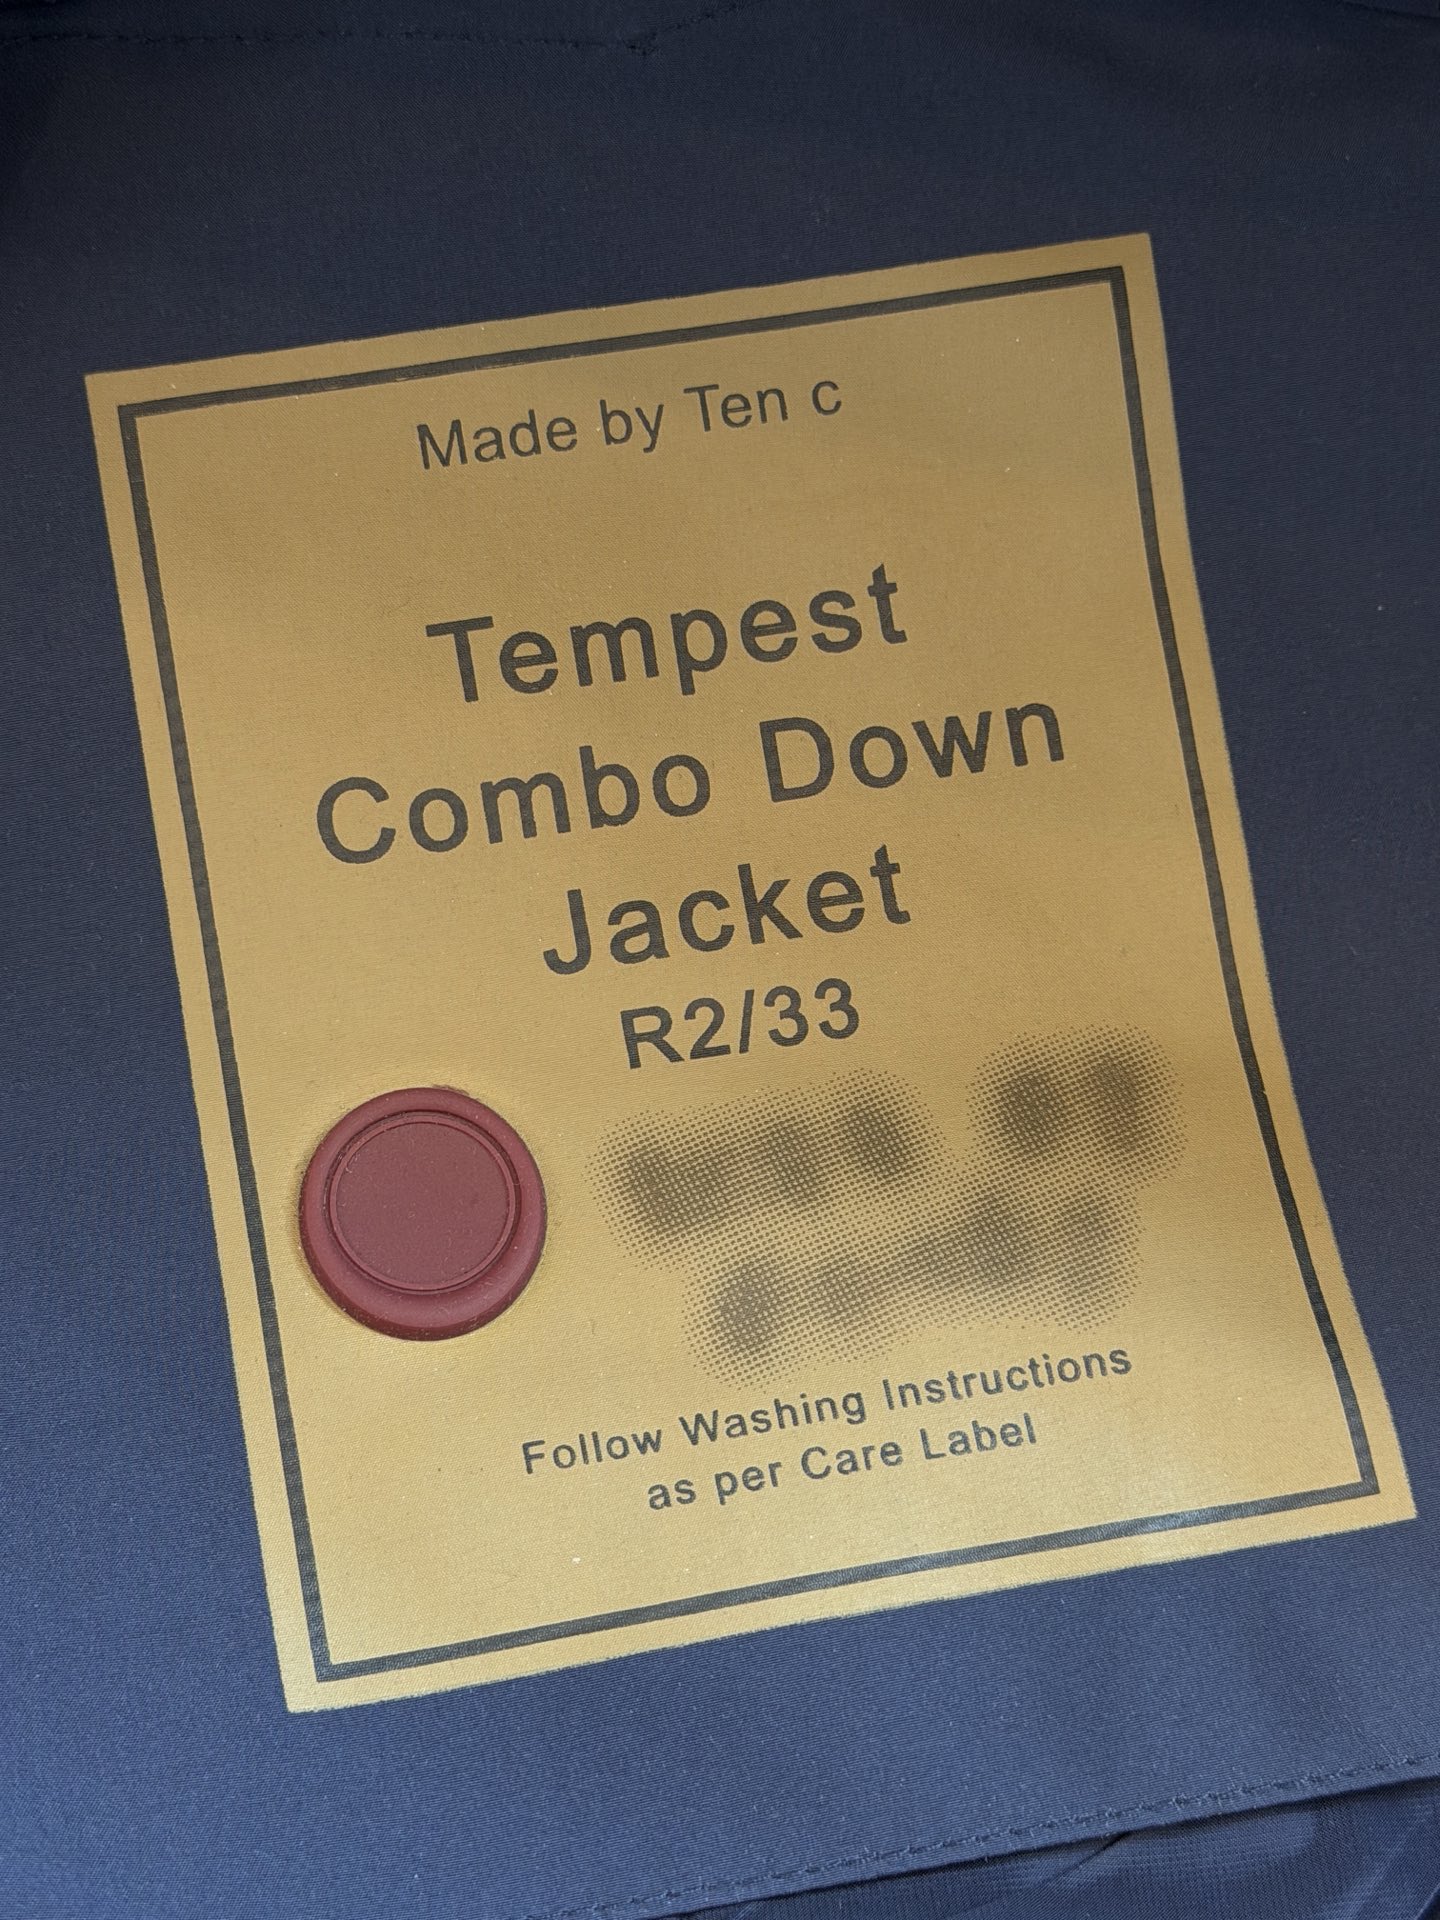 Made by Ten c
Tempest
Combo Down
Jacket
R2/33
Follow Washing Instructions
as per Care Label